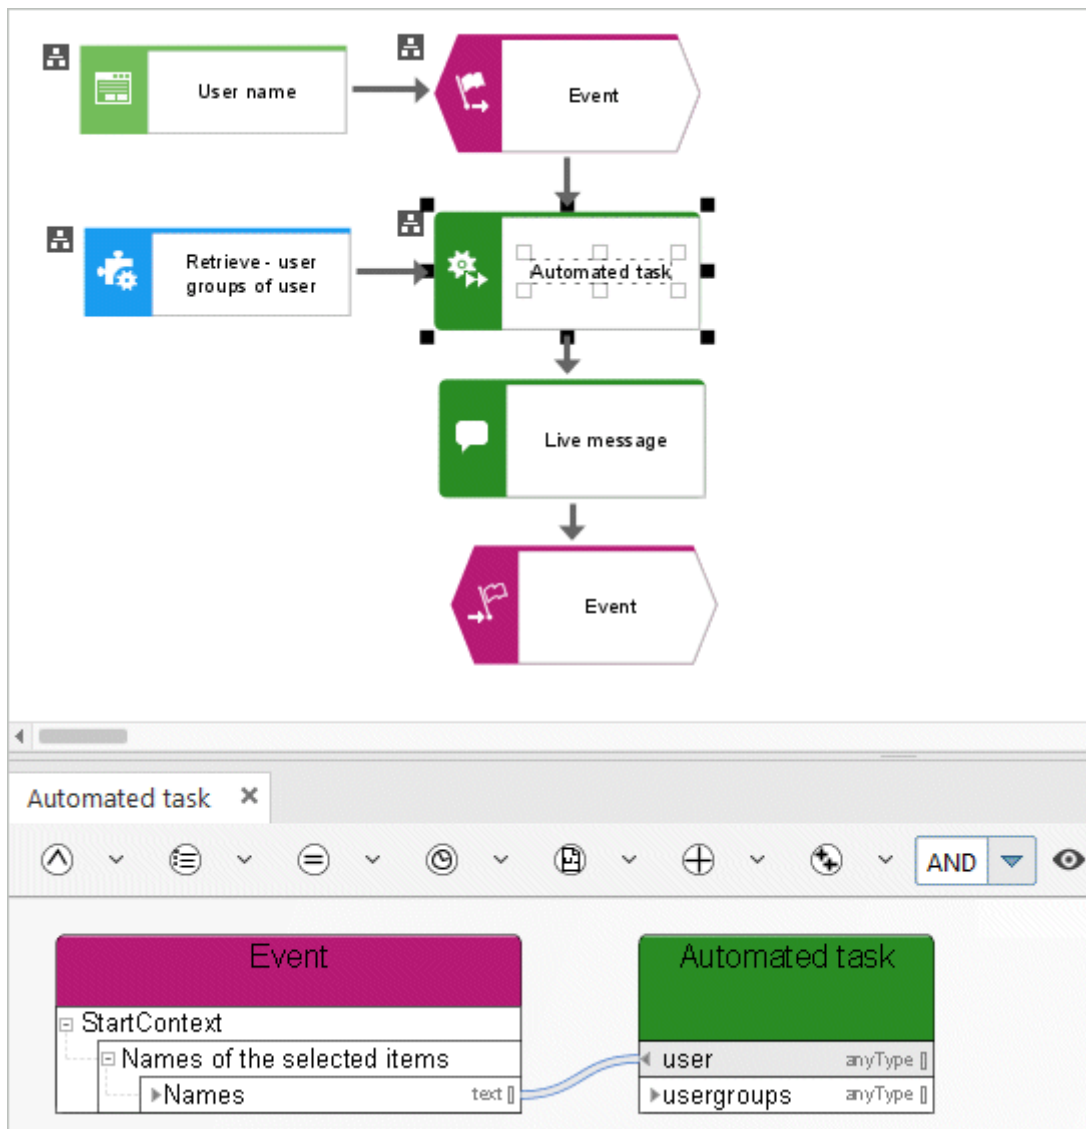 User name
Event
Retrieve - user
groups of user
Automated task
Live message
Event
Automated task
AND
Event
Automated task
StartContext
Names of the selected items
user anyType []
Names text []
usergroups anyType []